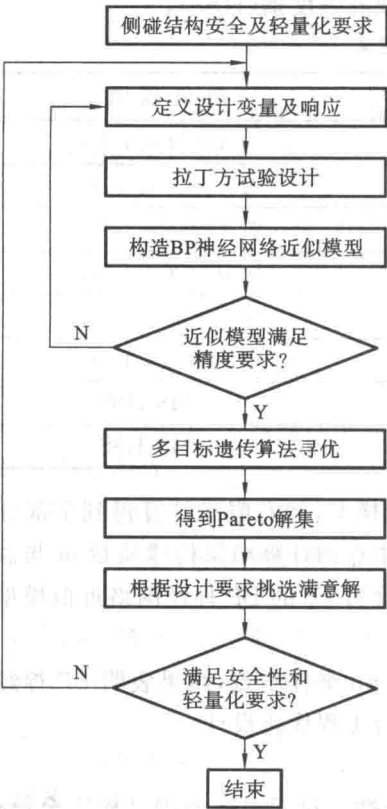 侧碰结构安全及轻量化要求
定义设计变量及响应
拉丁方试验设计
构造BP神经网络近似模型
近似模型满足
精度要求?
N
Y
多目标遗传算法寻优
得到Pareto解集
根据设计要求挑选满意解
满足安全性和
轻量化要求?
N
Y
结束